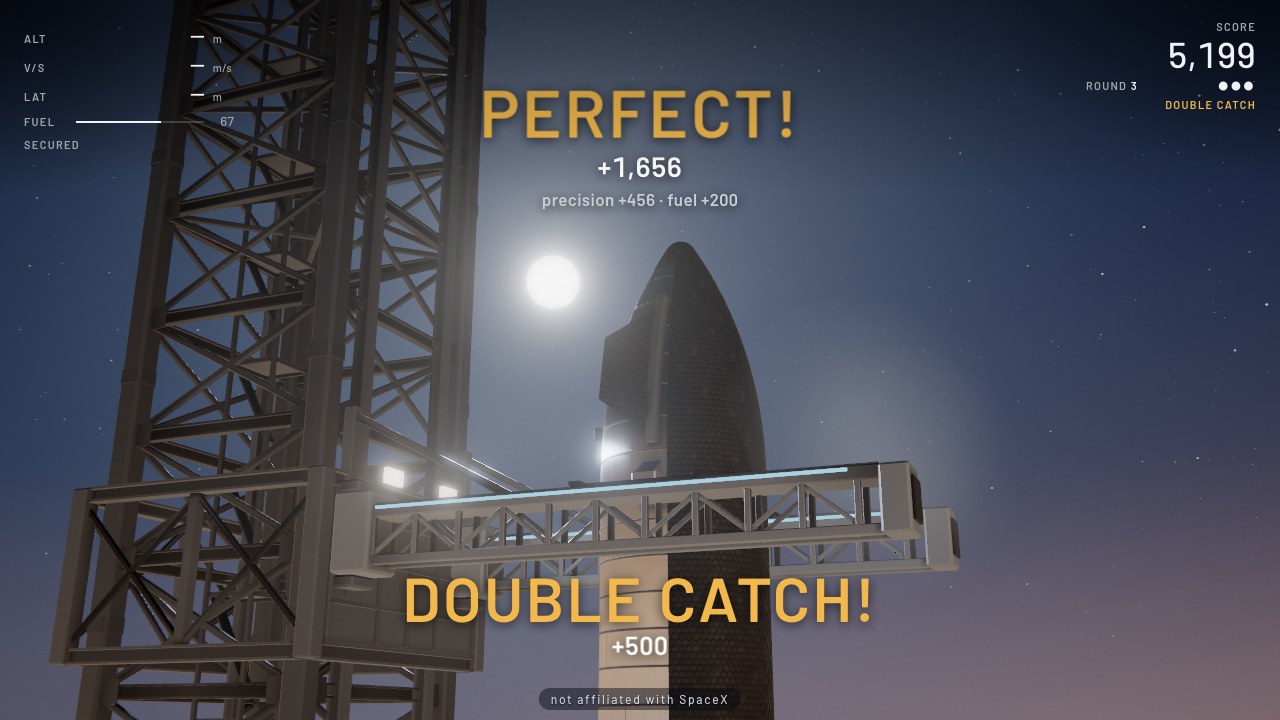 ALT — m
V/S — m/s
LAT — m
FUEL 67
SECURED
SCORE
5,199
ROUND 3
DOUBLE CATCH
PERFECT!
+1,656
precision +456 · fuel +200
DOUBLE CATCH!
+500
not affiliated with SpaceX